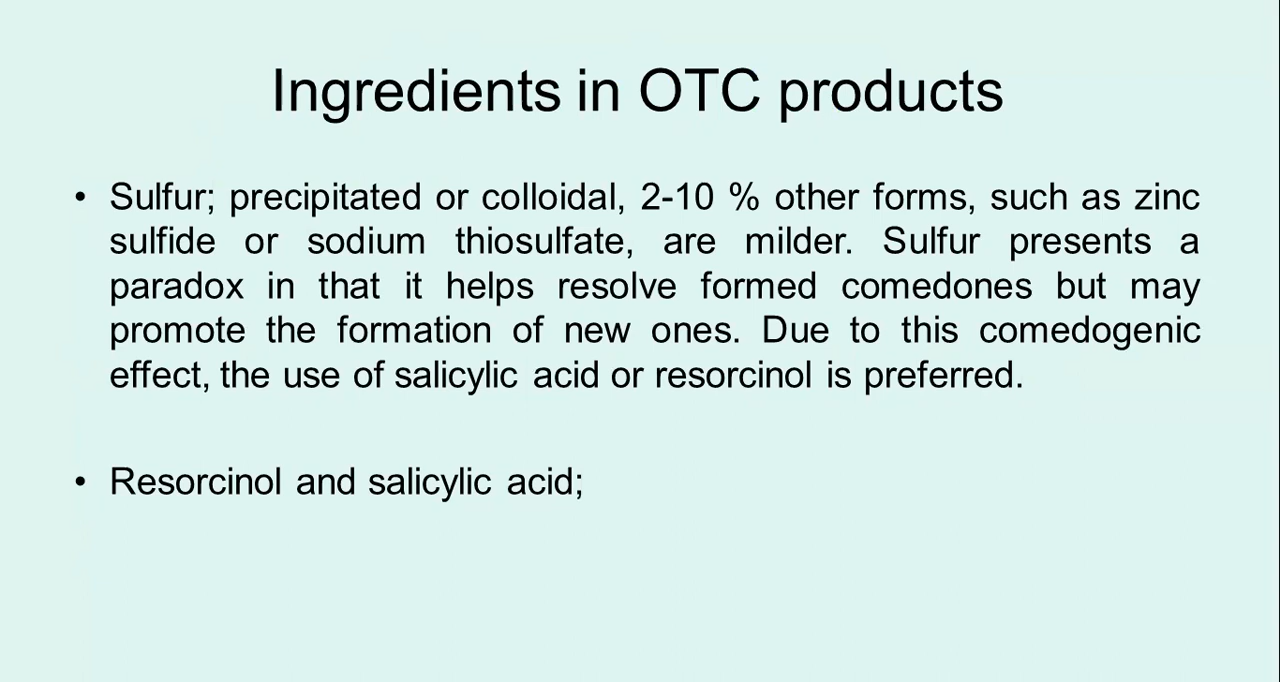 Ingredients in OTC products
• Sulfur; precipitated or colloidal, 2-10 % other forms, such as zinc
sulfide or sodium thiosulfate, are milder. Sulfur presents a
paradox in that it helps resolve formed comedones but may
promote the formation of new ones. Due to this comedogenic
effect, the use of salicylic acid or resorcinol is preferred.
• Resorcinol and salicylic acid;